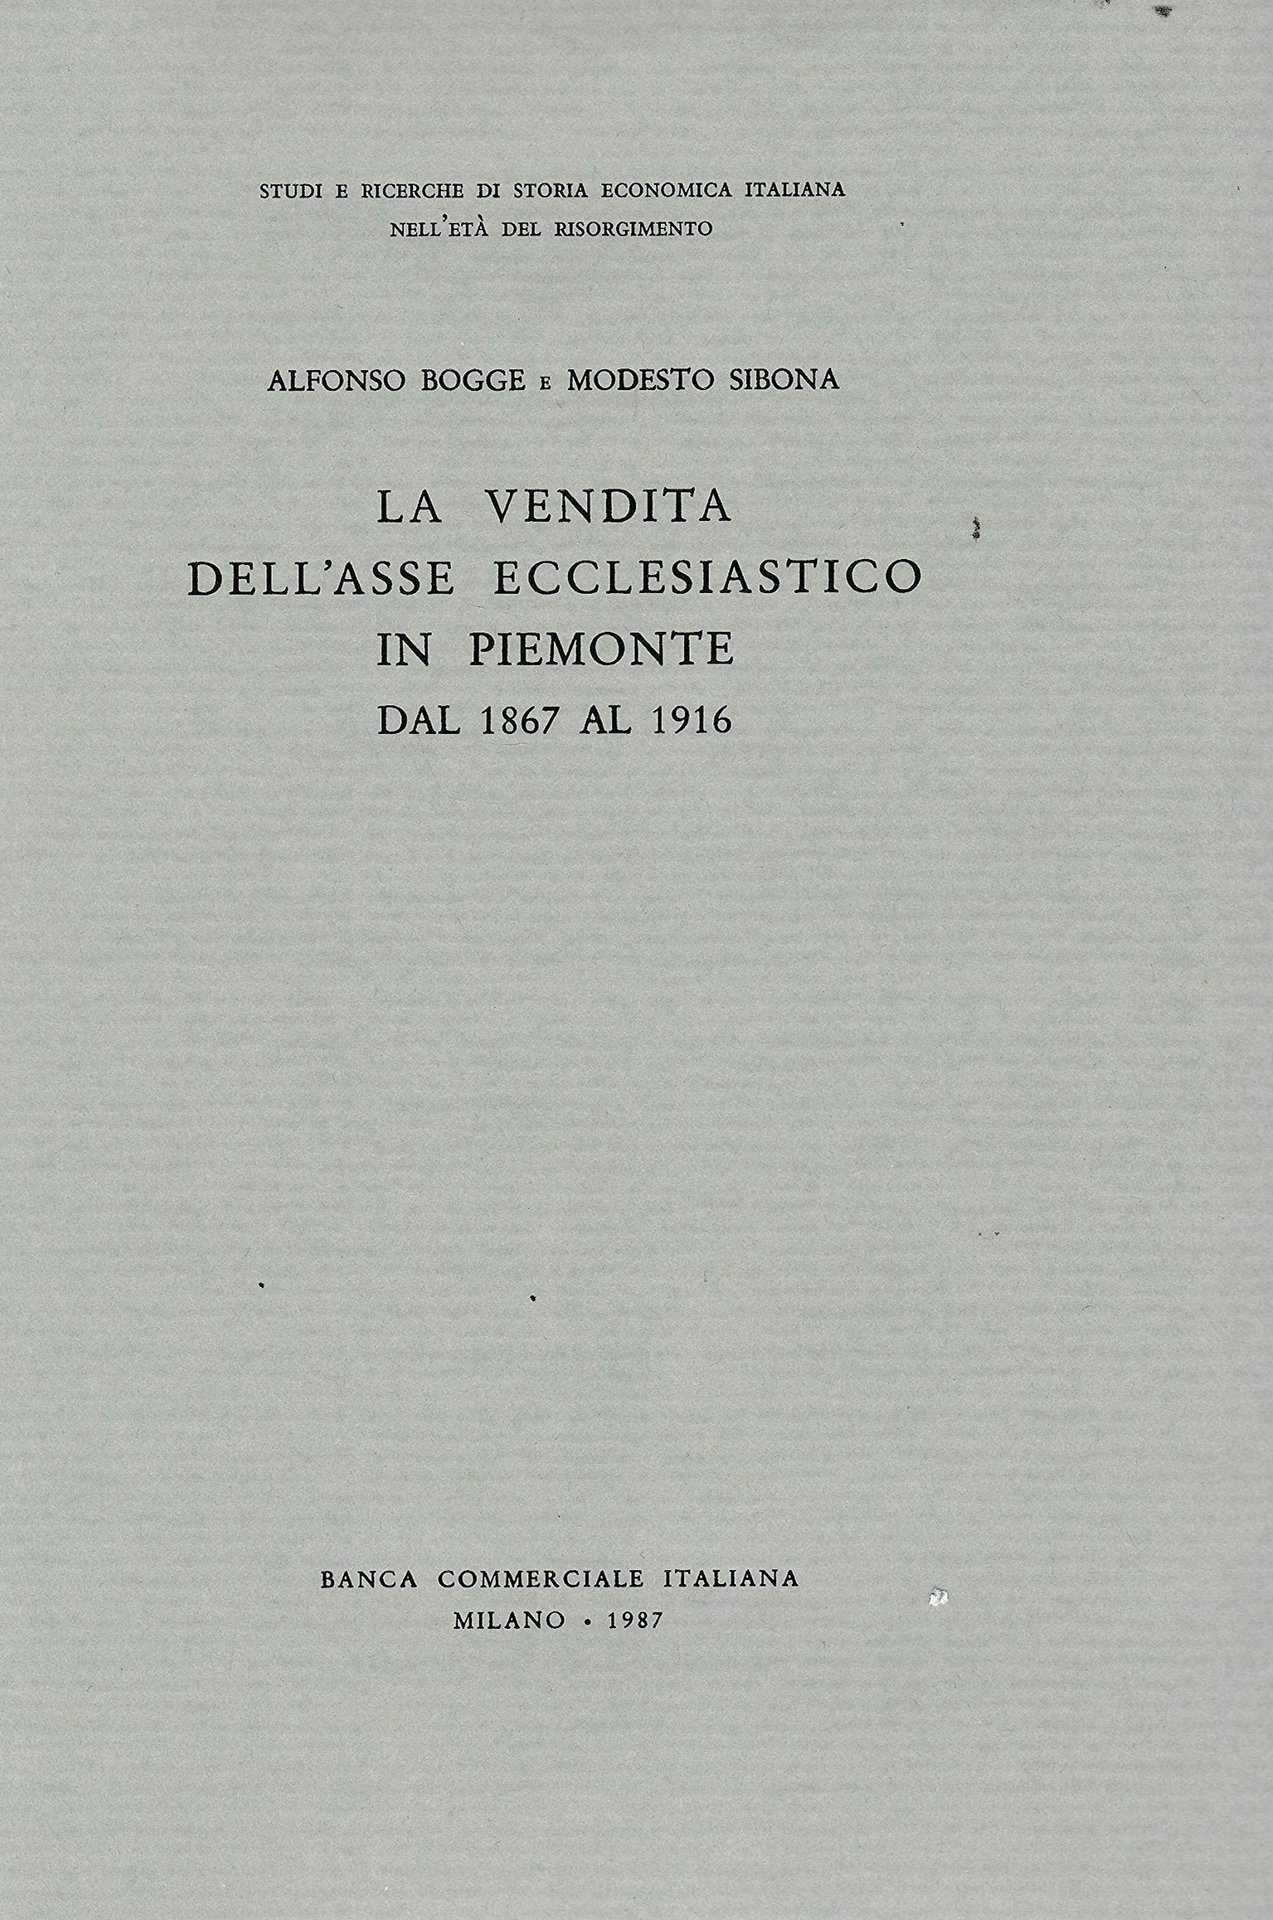 STUDI E RICERCHE DI STORIA ECONOMICA ITALIANA
NELL'ETÀ DEL RISORGIMENTO
ALFONSO BOGGE E MODESTO SIBONA
LA VENDITA
DELL'ASSE ECCLESIASTICO
IN PIEMONTE
DAL 1867 AL 1916
BANCA COMMERCIALE ITALIANA
MILANO • 1987